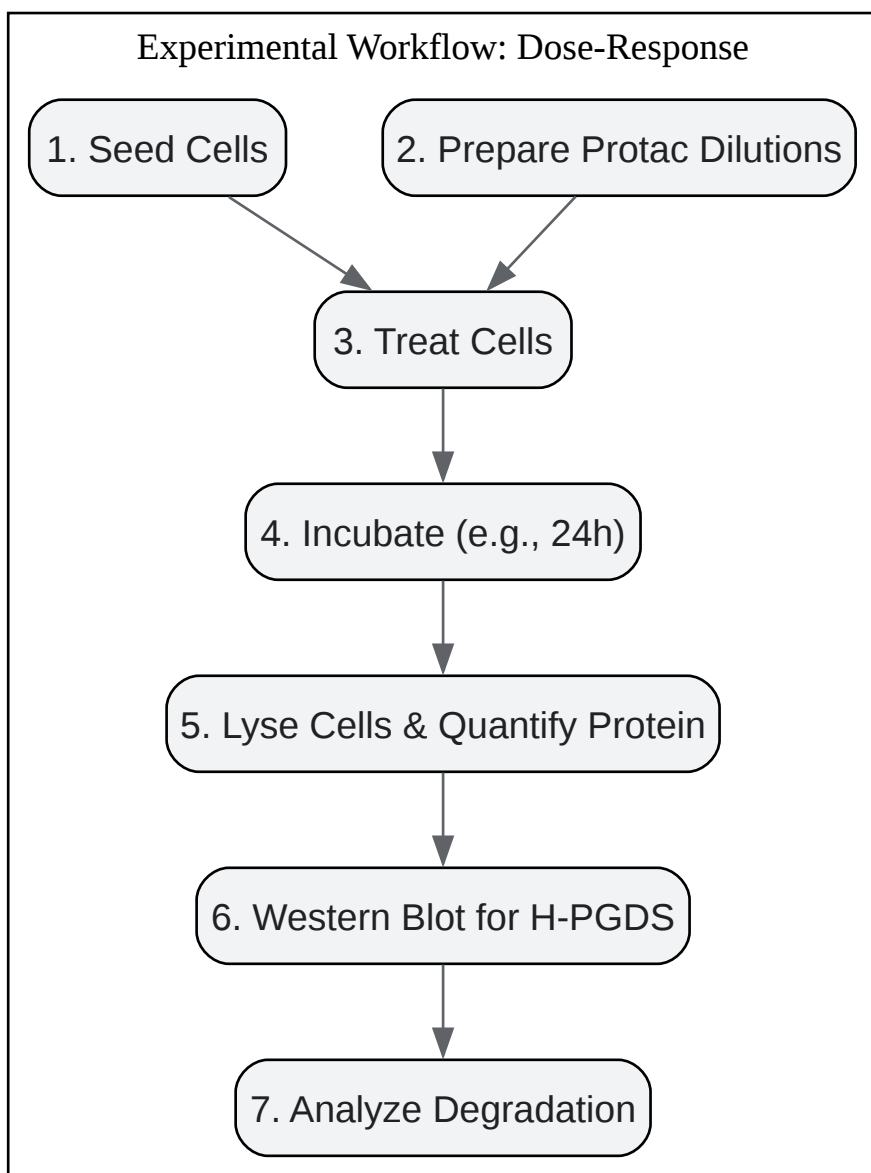 Experimental Workflow: Dose-Response
1. Seed Cells
2. Prepare Protac Dilutions
3. Treat Cells
4. Incubate (e.g., 24h)
5. Lyse Cells & Quantify Protein
6. Western Blot for H-PGDS
7. Analyze Degradation